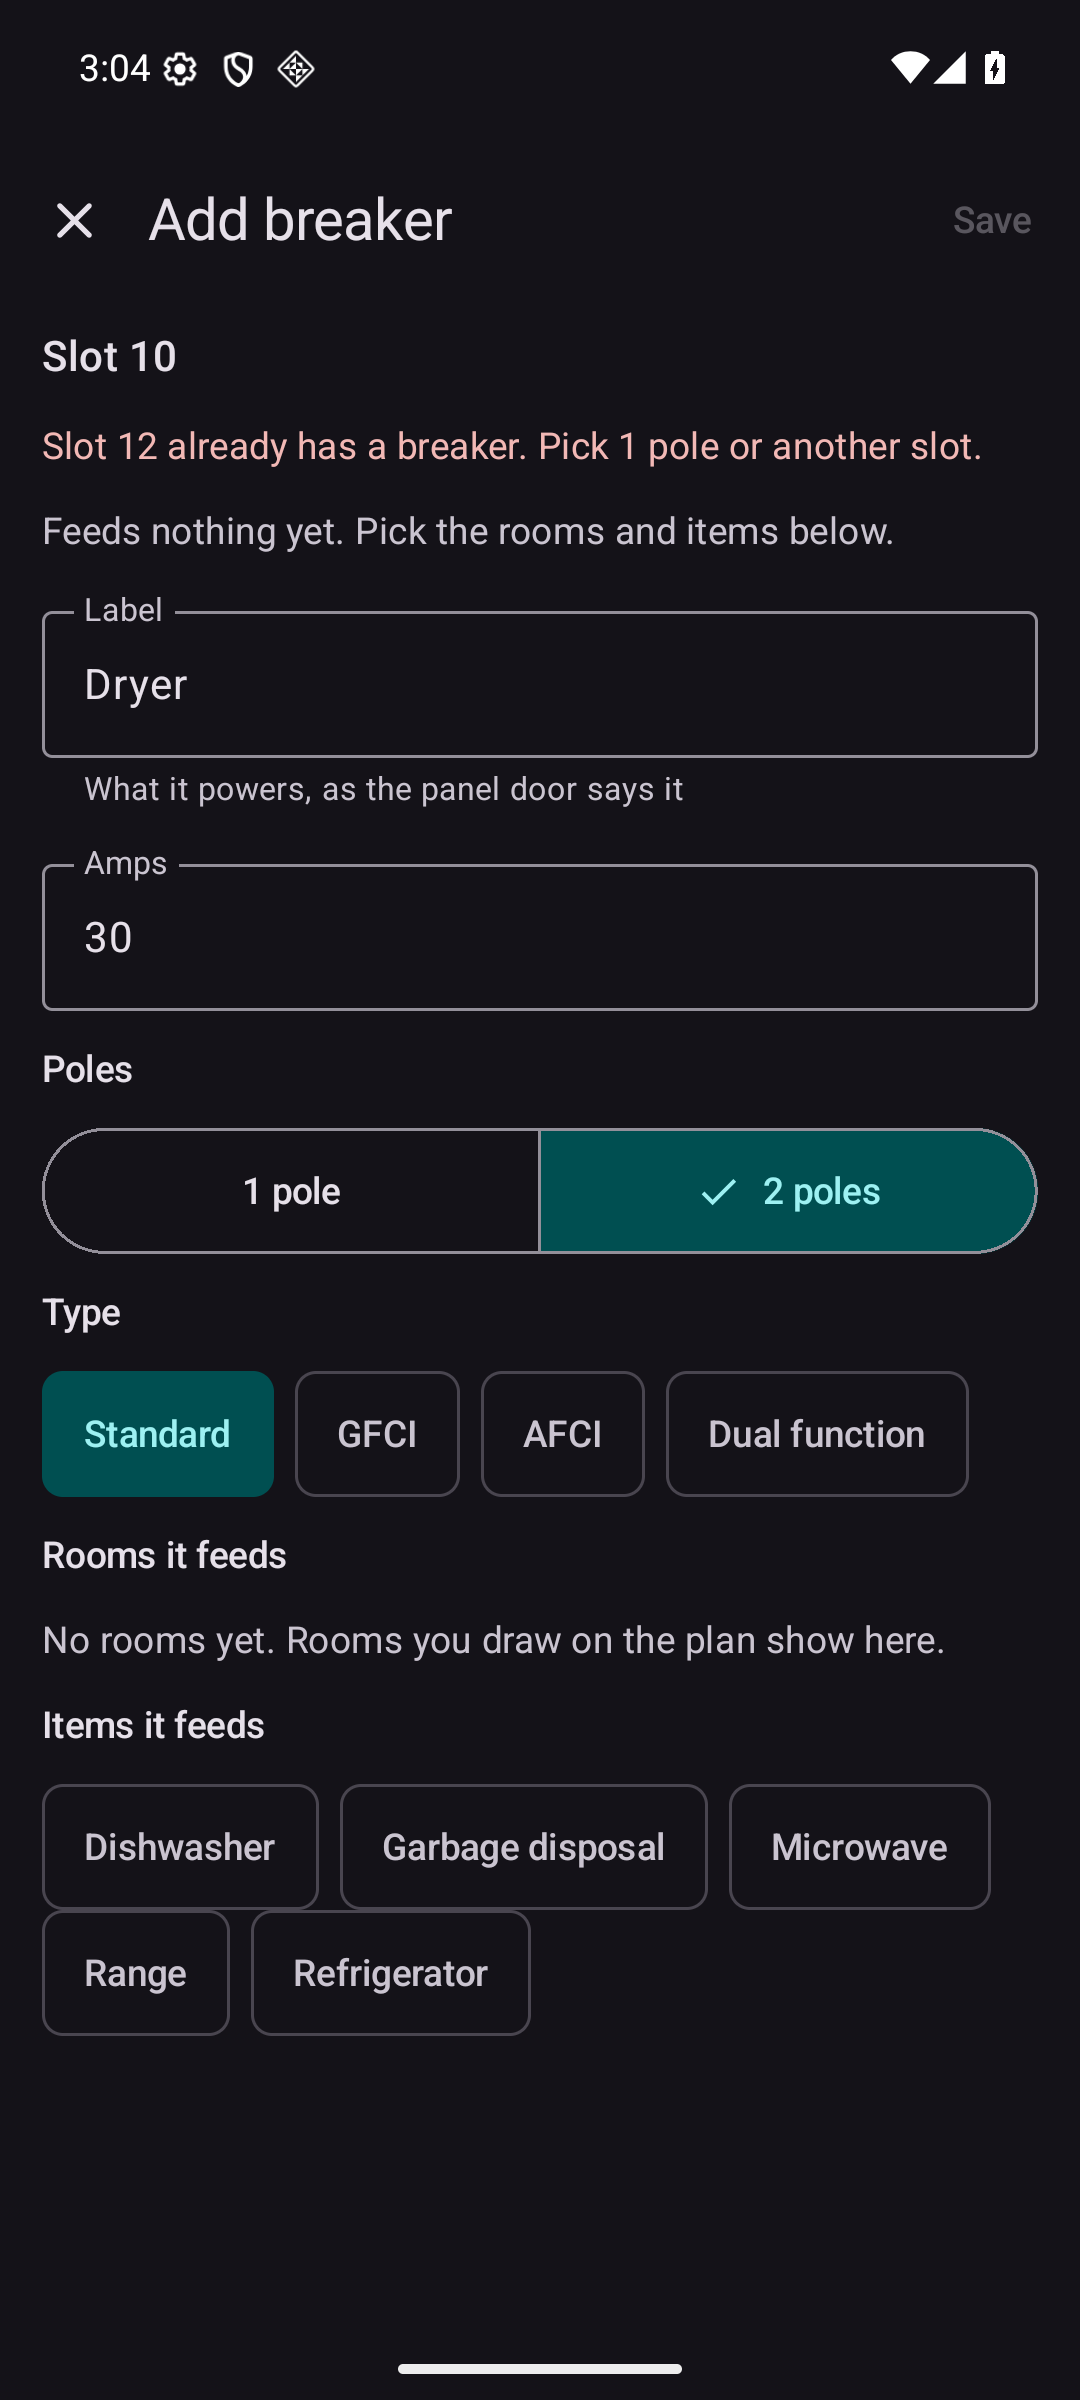 3:04
Add breaker
Save
Slot 10
Slot 12 already has a breaker. Pick 1 pole or another slot.
Feeds nothing yet. Pick the rooms and items below.
Label
Dryer
What it powers, as the panel door says it
Amps
30
Poles
1 pole
2 poles
Type
Standard
GFCI
AFCI
Dual function
Rooms it feeds
No rooms yet. Rooms you draw on the plan show here.
Items it feeds
Dishwasher
Garbage disposal
Microwave
Range
Refrigerator